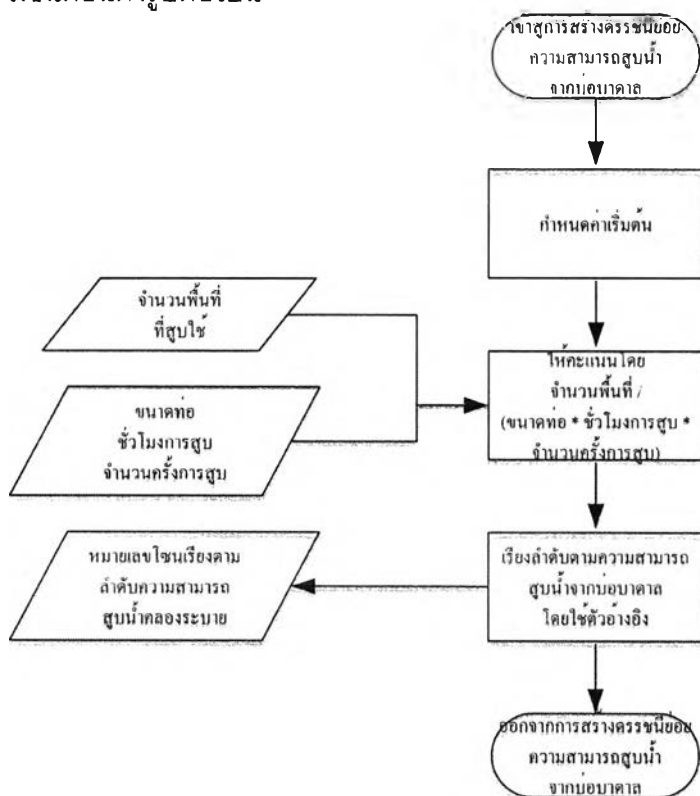 เข้าสู่การสร้างดรรชนีย่อย
ความสามารถสูบน้ำ
จากบ่อบาดาล
กำหนดค่าเริ่มต้น
จำนวนพื้นที่
ที่สูบใช้
ขนาดท่อ
ชั่วโมงการสูบ
จำนวนครั้งการสูบ
ให้คะแนนโดย
จำนวนพื้นที่ /
(ขนาดท่อ * ชั่วโมงการสูบ *
จำนวนครั้งการสูบ)
เรียงลำดับตามความสามารถ
สูบน้ำจากบ่อบาดาล
โดยใช้ตัวอ้างอิง
หมายเลขโซนเรียงตาม
ลำดับความสามารถ
สูบน้ำคลองระบาย
ออกจากการสร้างดรรชนีย่อย
ความสามารถสูบน้ำ
จากบ่อบาดาล